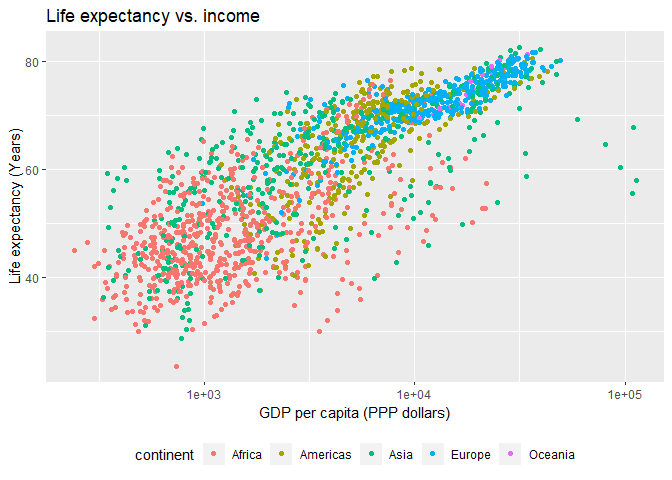 Life expectancy vs. income
80
60
40
Life expectancy (Years)
1e+03 1e+04 1e+05
GDP per capita (PPP dollars)
continent Africa Americas Asia Europe Oceania